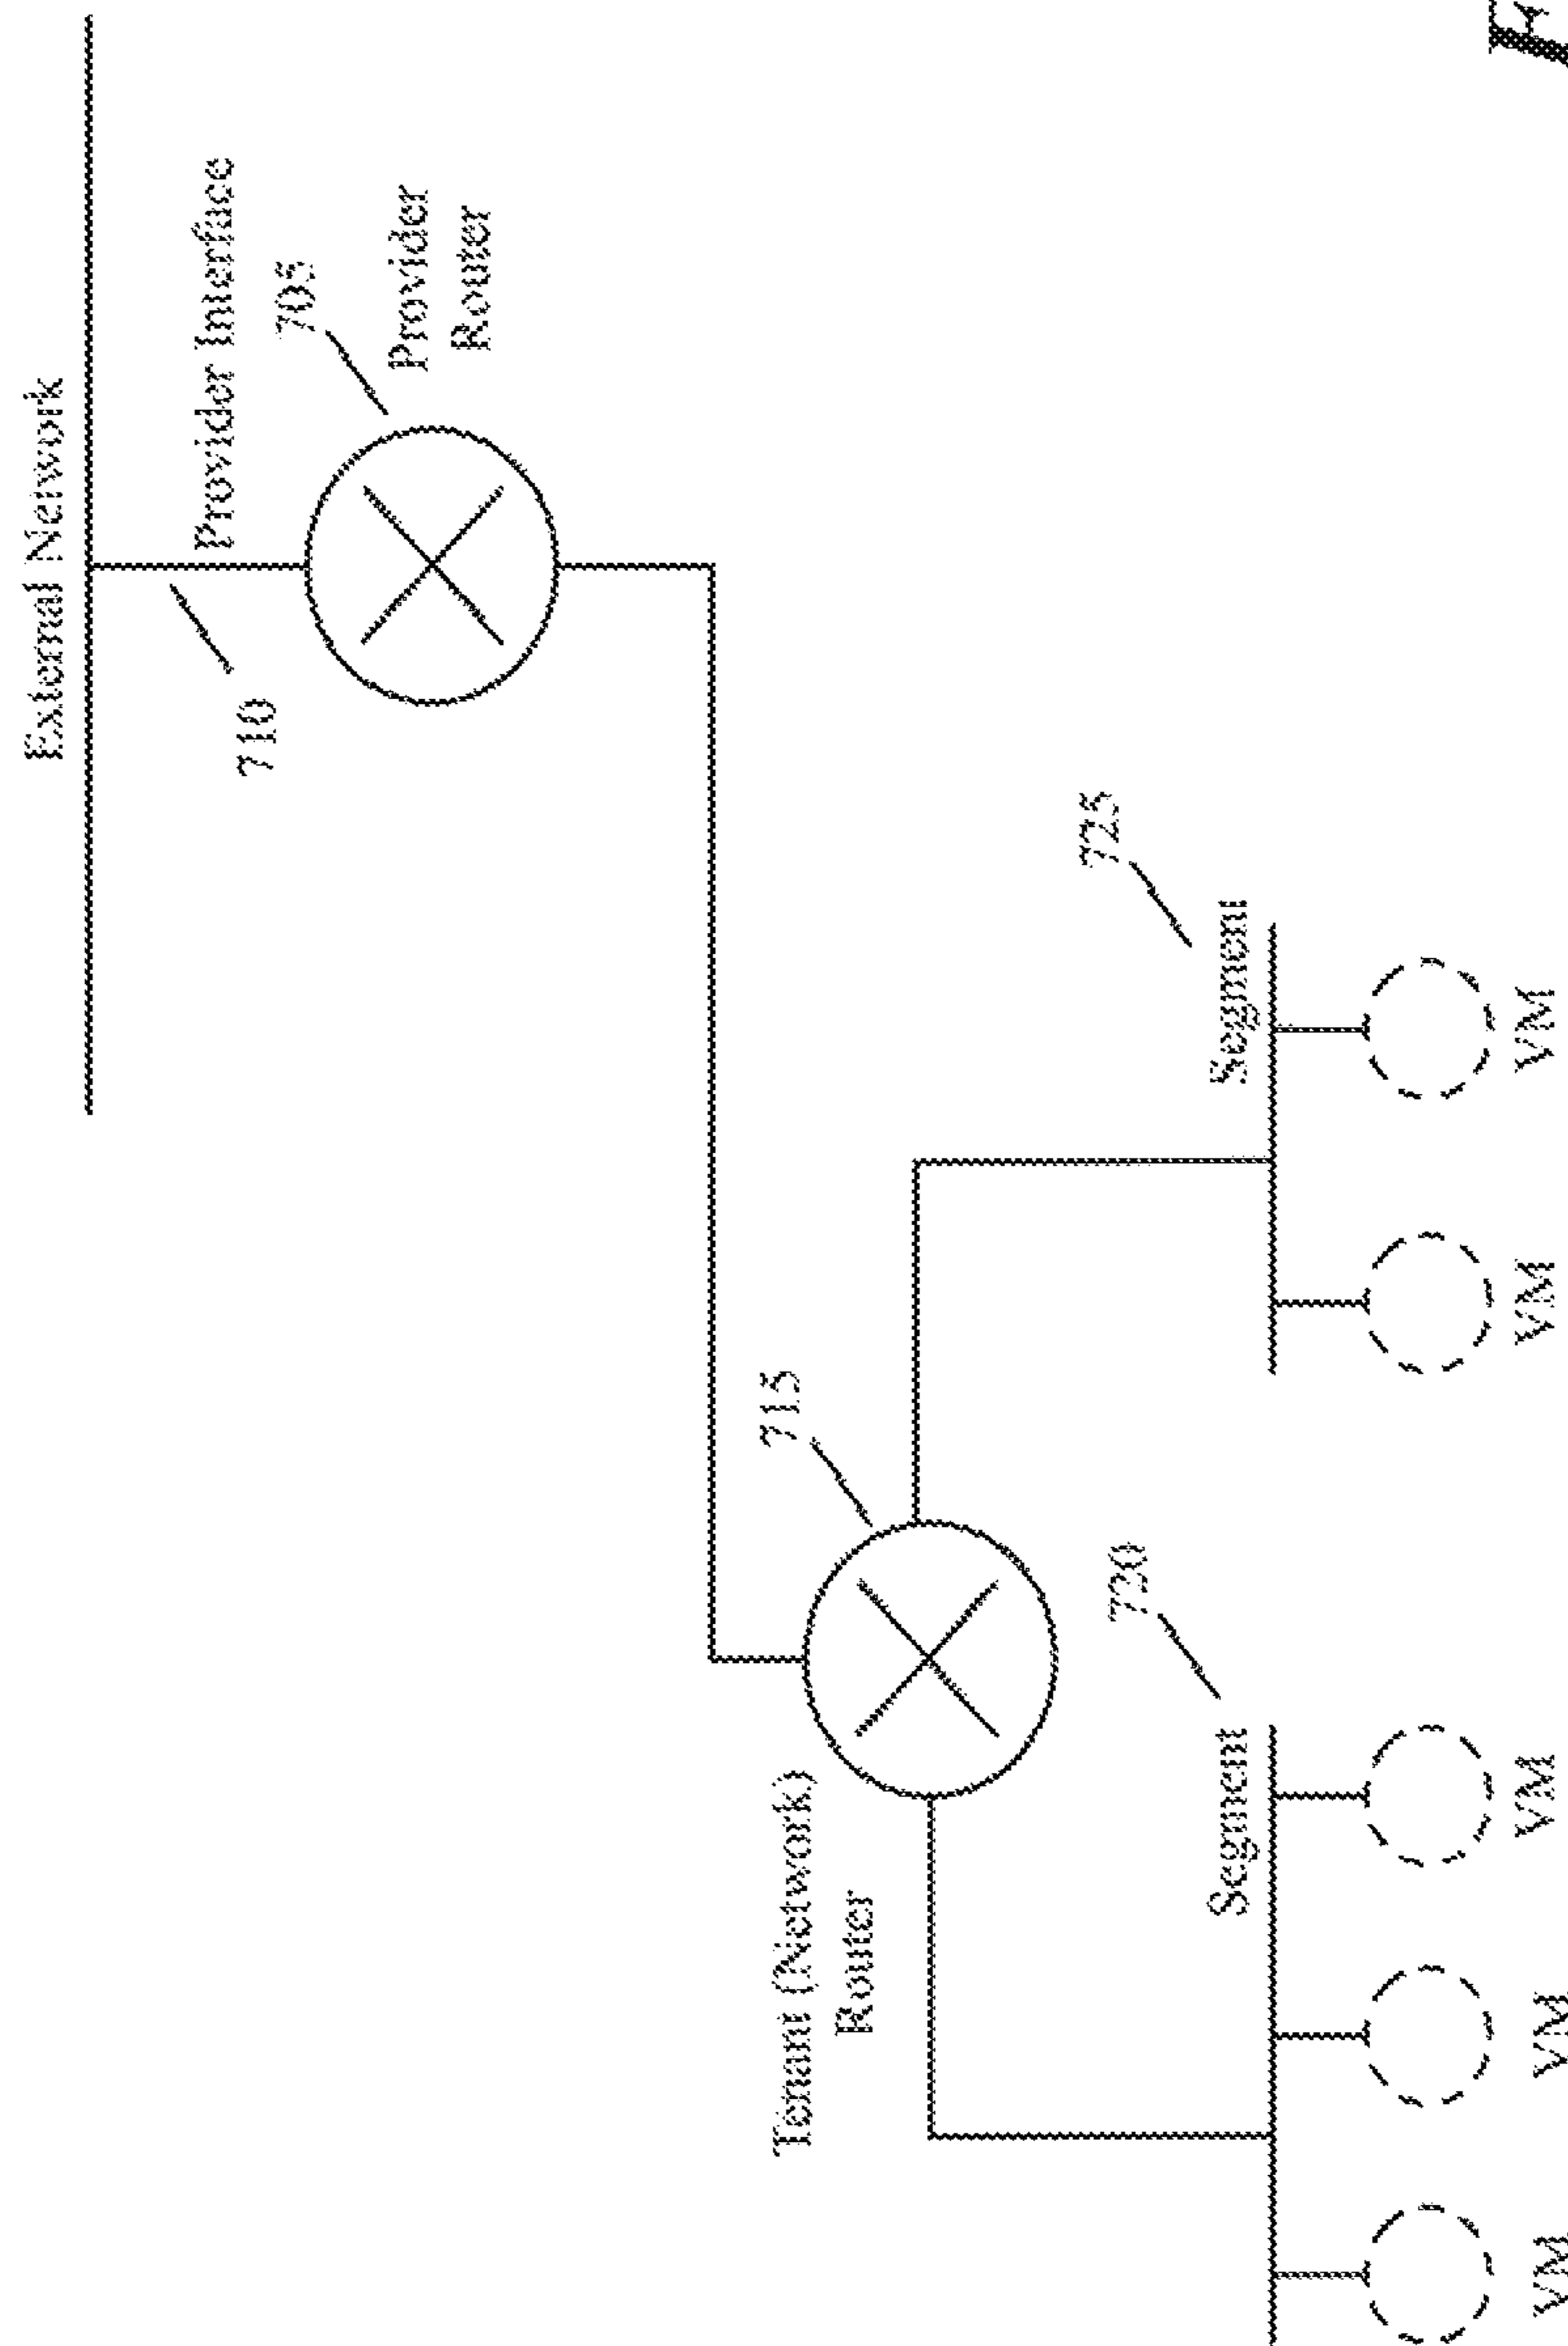 External Network
Provider Interface
710
705
Provider
Router
715
Tenant (Network)
Router
725
Segment
720
Segment
VM
VM
VM
VM
VM